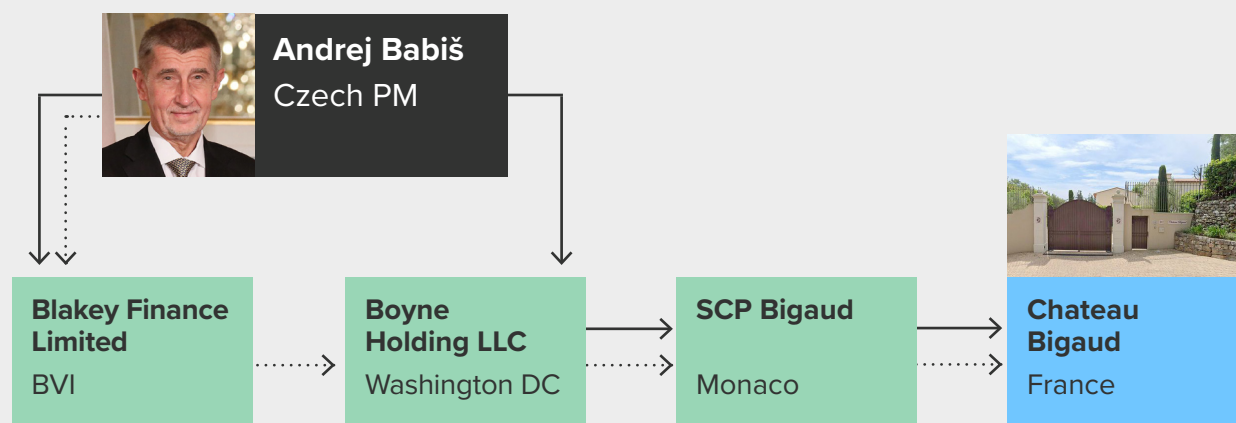 Andrej Babiš
Czech PM
Blakey Finance
Limited
BVI
Boyne
Holding LLC
Washington DC
SCP Bigaud
Monaco
Chateau
Bigaud
France